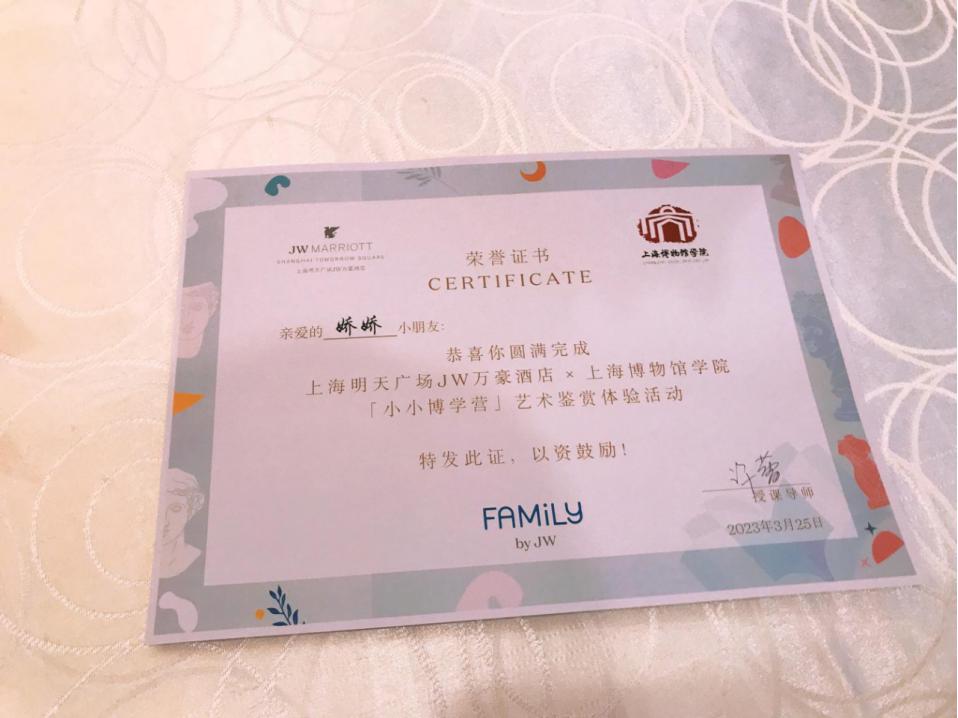 JW MARRIOTT
SHANGHAI TOMORROW SQUARE
上海明天广场JW万豪酒店
上海博物馆学院
荣誉证书
CERTIFICATE
亲爱的 娇娇 小朋友:
恭喜你圆满完成
上海明天广场JW万豪酒店 × 上海博物馆学院
「小小博学营」艺术鉴赏体验活动
特发此证，以资鼓励!
授课导师
2023年3月25日
FAMiLY
by JW